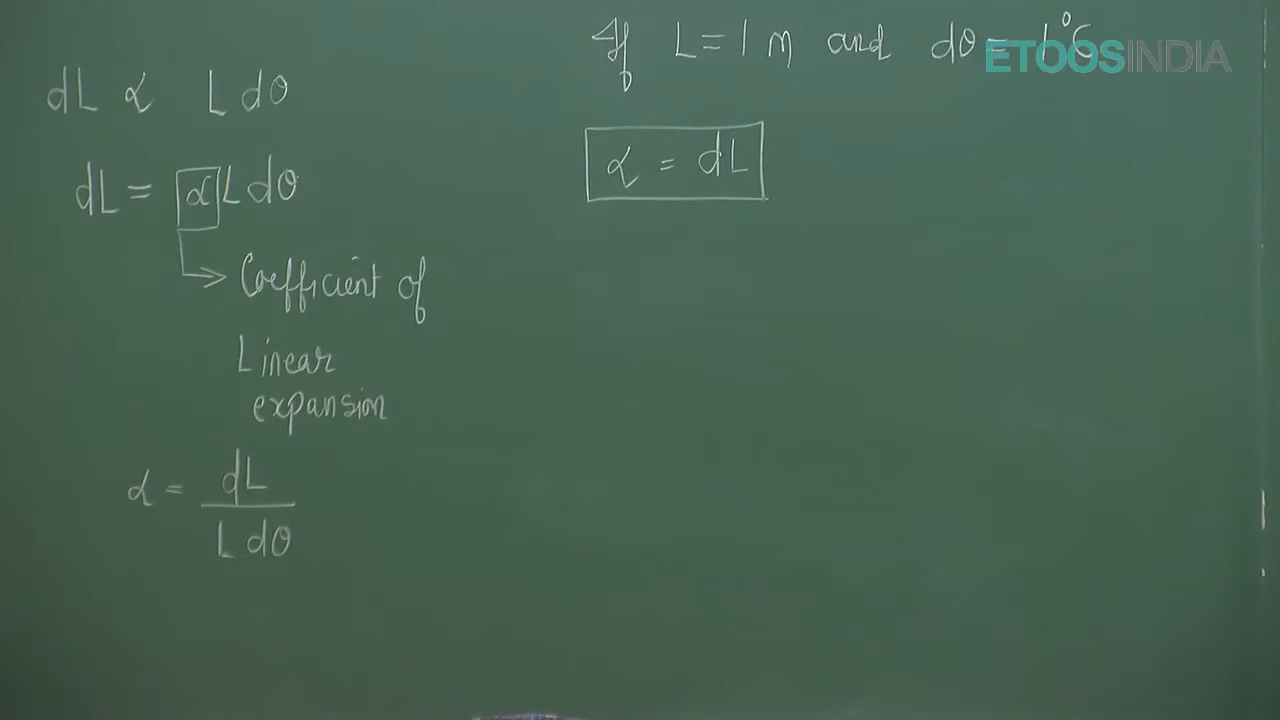 dL ∝ L dθ
dL = α L dθ
→ Coefficient of
Linear
expansion
α = dL / L dθ
If L = 1 m and dθ = 1°C
α = dL
ETOOSINDIA